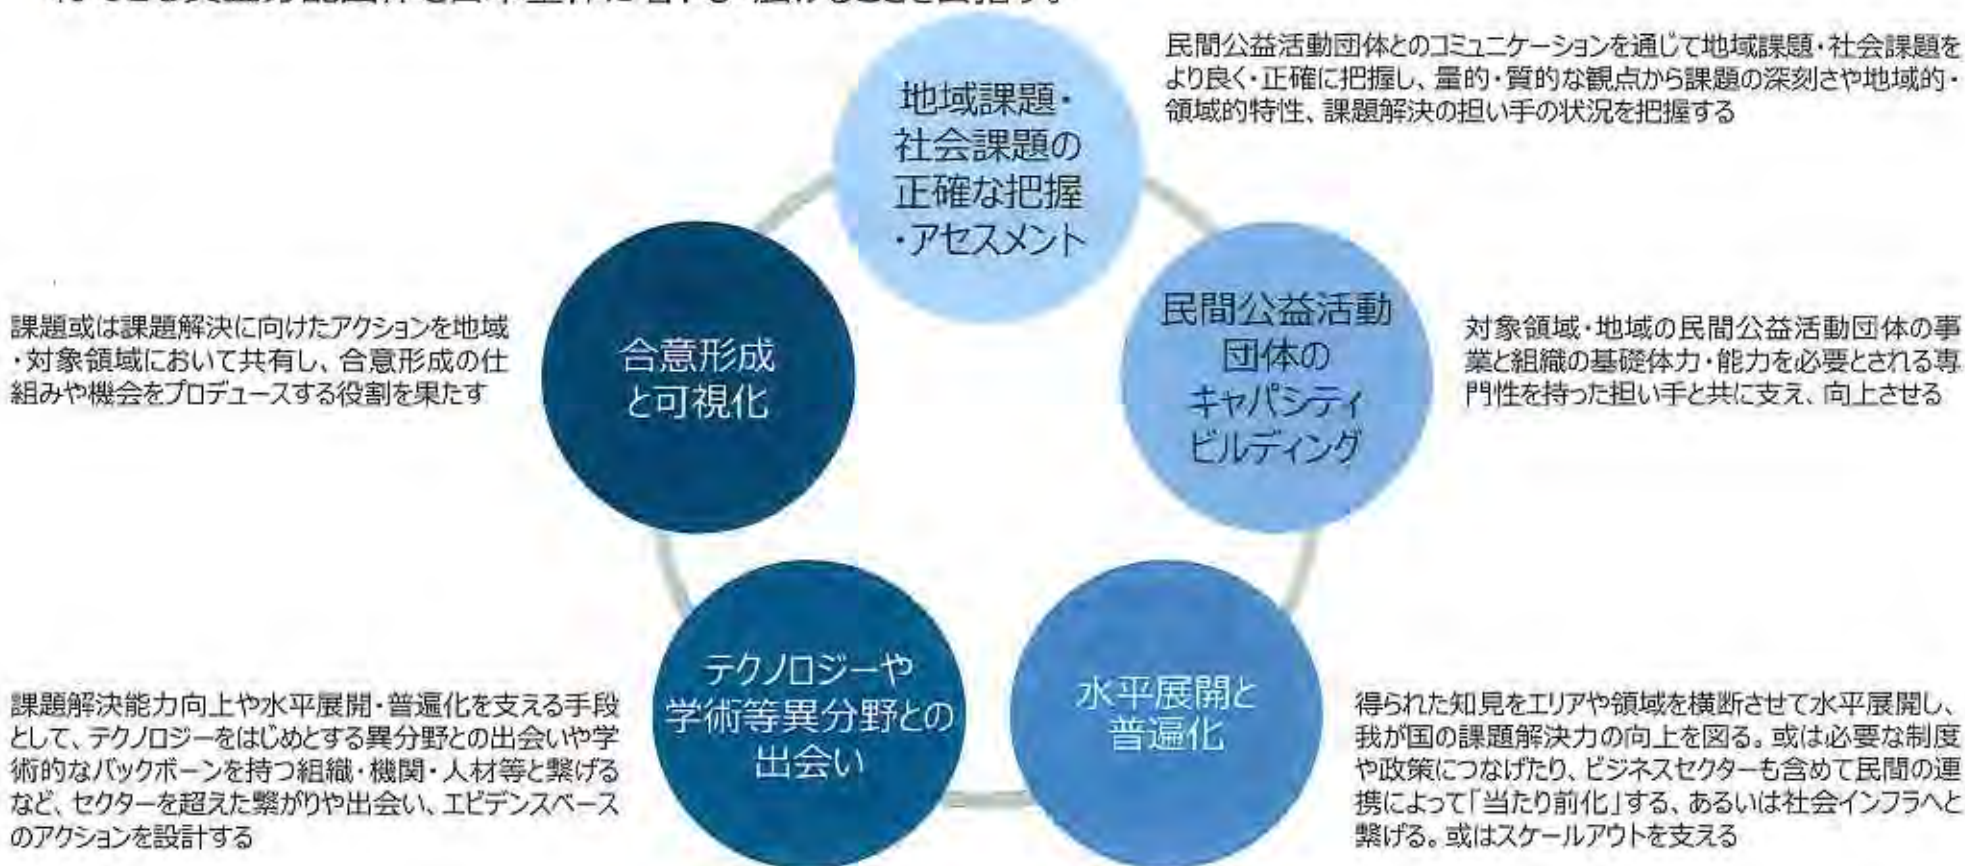 地域課題・
社会課題の
正確な把握
・アセスメント
民間公益活動団体とのコミュニケーションを通じて地域課題・社会課題を
より良く・正確に把握し、量的・質的な観点から課題の深刻さや地域的・
領域的特性、課題解決の担い手の状況を把握する
民間公益活動
団体の
キャパシティ
ビルディング
対象領域・地域の民間公益活動団体の事
業と組織の基礎体力・能力を必要とされる専
門性を持った担い手と共に支え、向上させる
水平展開と
普遍化
得られた知見をエリアや領域を横断させて水平展開し、
我が国の課題解決力の向上を図る。或は必要な制度
や政策につなげたり、ビジネスセクターも含めて民間の連
携によって「当たり前化」する、あるいは社会インフラへと
繋げる。或はスケールアウトを支える
テクノロジーや
学術等異分野との
出会い
課題解決能力向上や水平展開・普遍化を支える手段
として、テクノロジーをはじめとする異分野との出会いや学
術的なバックボーンを持つ組織・機関・人材等と繋げる
など、セクターを超えた繋がりや出会い、エビデンスベース
のアクションを設計する
合意形成
と可視化
課題或は課題解決に向けたアクションを地域
・対象領域において共有し、合意形成の仕
組みや機会をプロデュースする役割を果たす